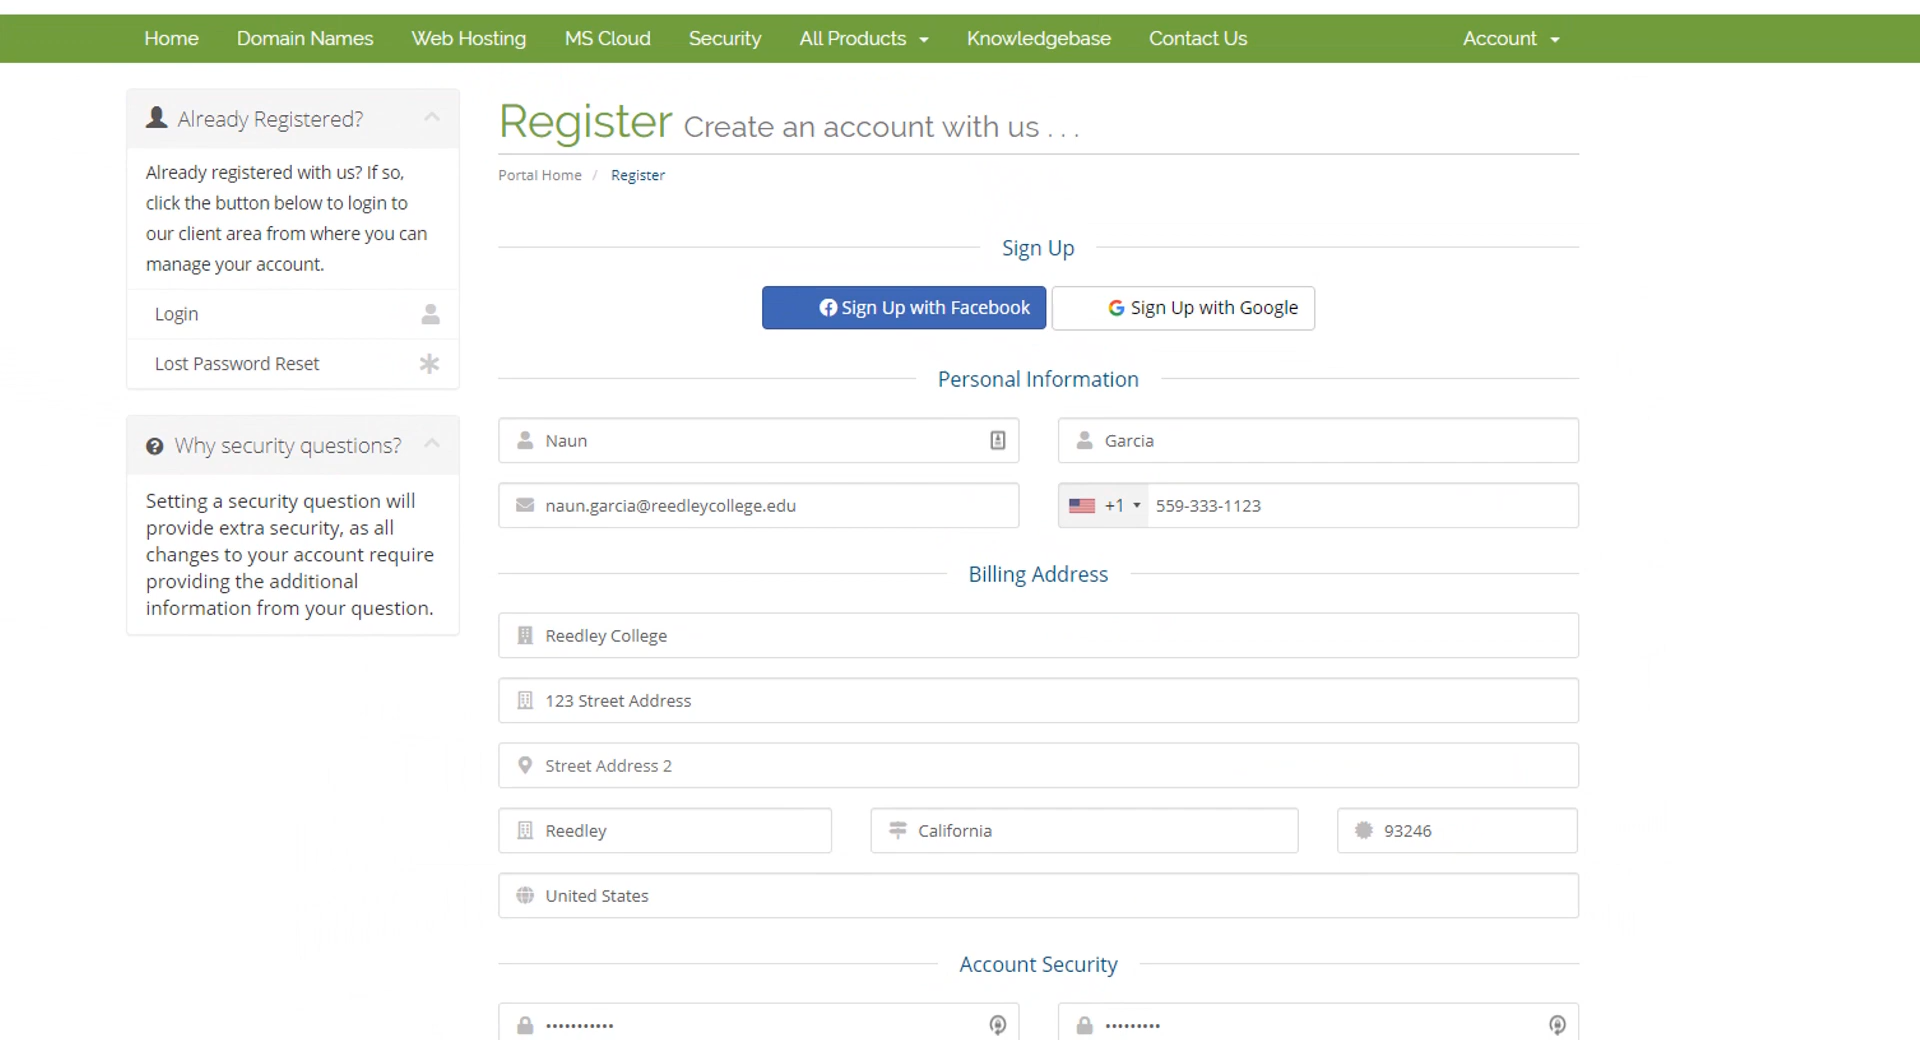 Home Domain Names Web Hosting MS Cloud Security All Products Knowledgebase Contact Us Account
Already Registered?
Already registered with us? If so,
click the button below to login to
our client area from where you can
manage your account.
Login
Lost Password Reset
Why security questions?
Setting a security question will
provide extra security, as all
changes to your account require
providing the additional
information from your question.
Register Create an account with us . . .
Portal Home / Register
Sign Up
Sign Up with Facebook Sign Up with Google
Personal Information
Naun Garcia
naun.garcia@reedleycollege.edu +1 559-333-1123
Billing Address
Reedley College
123 Street Address
Street Address 2
Reedley California 93246
United States
Account Security
••••••••••• •••••••••